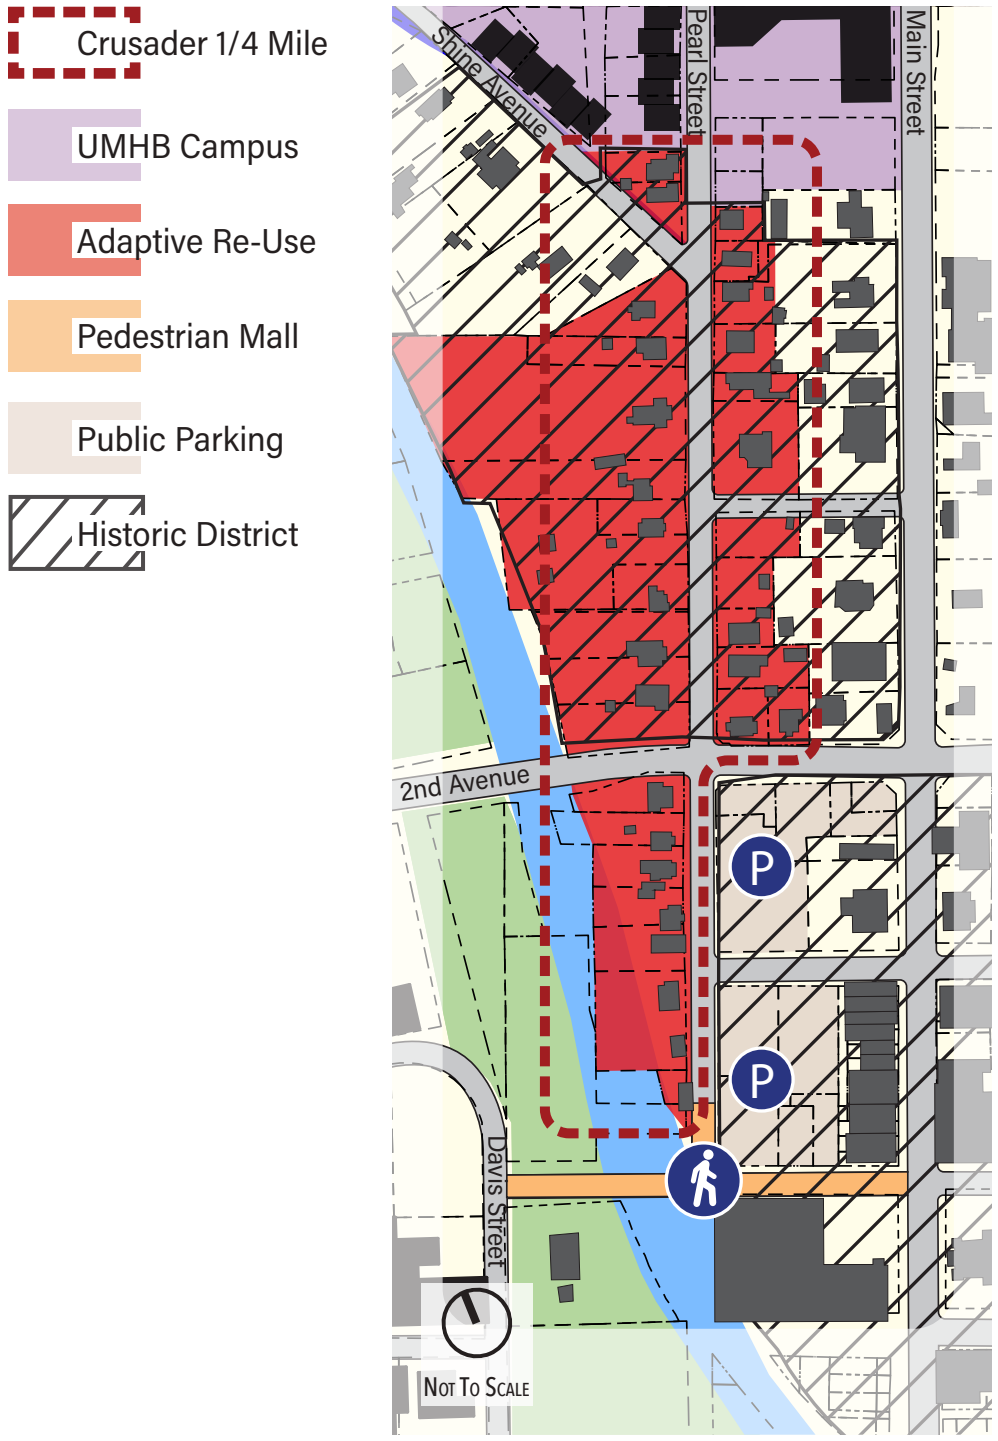 Crusader 1/4 Mile
UMHB Campus
Adaptive Re-Use
Pedestrian Mall
Public Parking
Historic District
Shine Avenue
Pearl Street
Main Street
2nd Avenue
P
P
Davis Street
Not To Scale